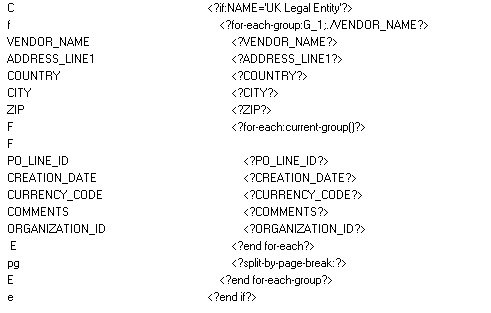 C <?if:NAME='UK Legal Entity'?>
f <?for-each-group:G_1;./VENDOR_NAME?>
VENDOR_NAME <?VENDOR_NAME?>
ADDRESS_LINE1 <?ADDRESS_LINE1?>
COUNTRY <?COUNTRY?>
CITY <?CITY?>
ZIP <?ZIP?>
F <?for-each:current-group()?>
F
PO_LINE_ID <?PO_LINE_ID?>
CREATION_DATE <?CREATION_DATE?>
CURRENCY_CODE <?CURRENCY_CODE?>
COMMENTS <?COMMENTS?>
ORGANIZATION_ID <?ORGANIZATION_ID?>
E <?end for-each?>
pg <?split-by-page-break:?>
E <?end for-each-group?>
e <?end if?>